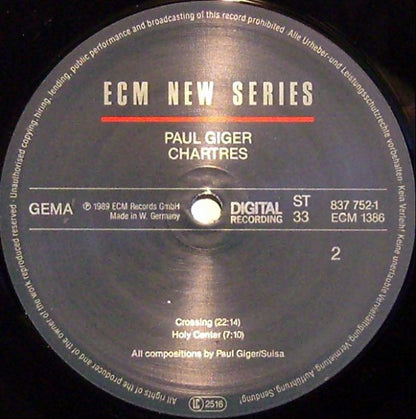 All rights of the producer and of the owner of the work reproduced reserved · Unauthorised copying, hiring, lending, public performance and broadcasting of this record prohibited ·
Alle Urheber- und Leistungsschutzrechte vorbehalten · Kein Verleih! Keine unerlaubte Vervielfältigung, Vermietung, Aufführung, Sendung!
ECM NEW SERIES
PAUL GIGER
CHARTRES
GEMA
℗ 1989 ECM Records GmbH
Made in W. Germany
DIGITAL
RECORDING
ST
33
837 752-1
ECM 1386
2
Crossing (22:14)
Holy Center (7:10)
All compositions by Paul Giger/Suisa
LC 2516